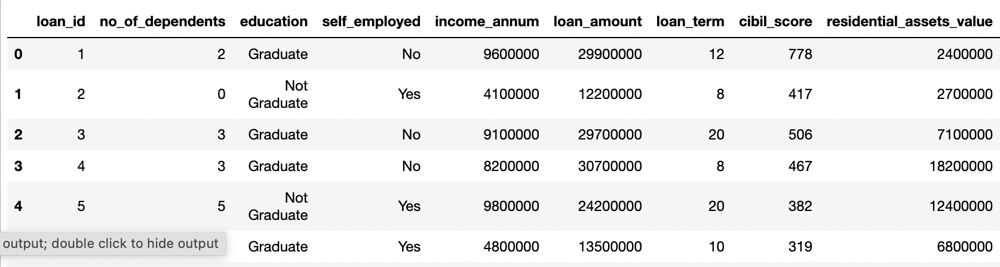 loan_id no_of_dependents education self_employed income_annum loan_amount loan_term cibil_score residential_assets_value
0 1 2 Graduate No 9600000 29900000 12 778 2400000
1 2 0 Not Graduate Yes 4100000 12200000 8 417 2700000
2 3 3 Graduate No 9100000 29700000 20 506 7100000
3 4 3 Graduate No 8200000 30700000 8 467 18200000
4 5 5 Not Graduate Yes 9800000 24200000 20 382 12400000
output; double click to hide output
Graduate Yes 4800000 13500000 10 319 6800000